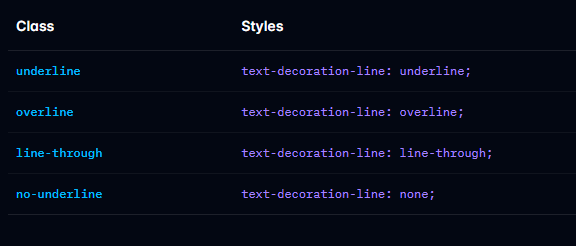 Class Styles
underline text-decoration-line: underline;
overline text-decoration-line: overline;
line-through text-decoration-line: line-through;
no-underline text-decoration-line: none;